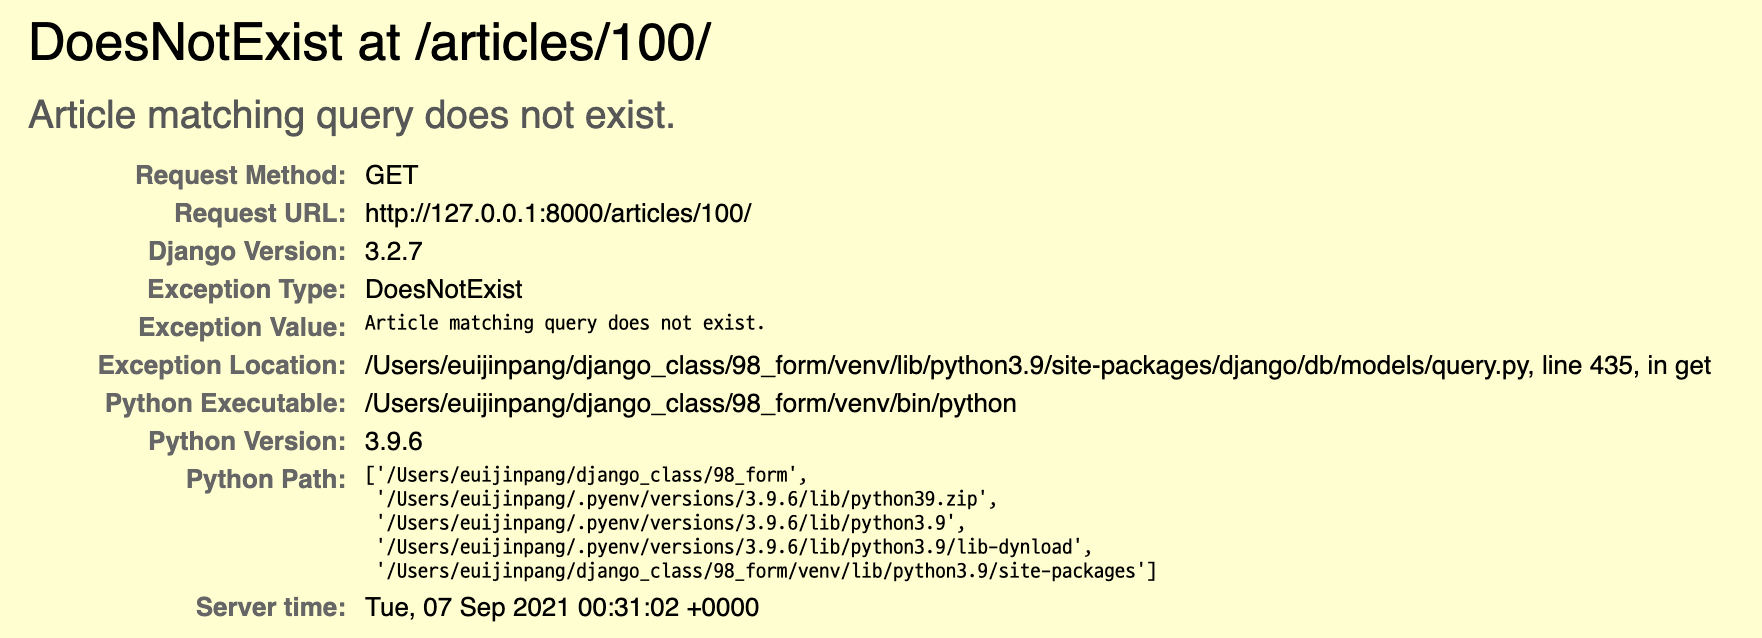 DoesNotExist at /articles/100/
Article matching query does not exist.
Request Method: GET
Request URL: http://127.0.0.1:8000/articles/100/
Django Version: 3.2.7
Exception Type: DoesNotExist
Exception Value: Article matching query does not exist.
Exception Location: /Users/euijinpang/django_class/98_form/venv/lib/python3.9/site-packages/django/db/models/query.py, line 435, in get
Python Executable: /Users/euijinpang/django_class/98_form/venv/bin/python
Python Version: 3.9.6
Python Path: ['/Users/euijinpang/django_class/98_form',
'/Users/euijinpang/.pyenv/versions/3.9.6/lib/python39.zip',
'/Users/euijinpang/.pyenv/versions/3.9.6/lib/python3.9',
'/Users/euijinpang/.pyenv/versions/3.9.6/lib/python3.9/lib-dynload',
'/Users/euijinpang/django_class/98_form/venv/lib/python3.9/site-packages']
Server time: Tue, 07 Sep 2021 00:31:02 +0000